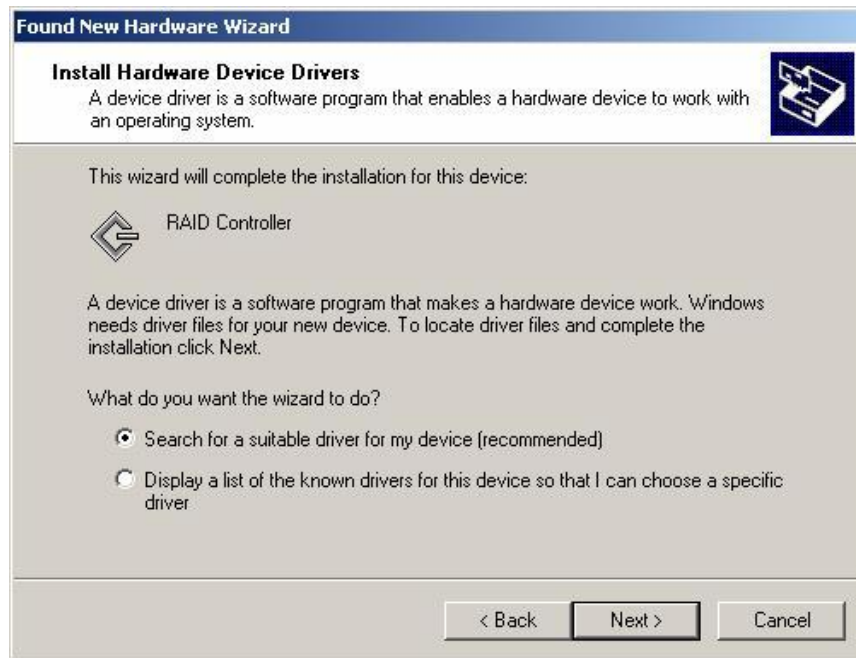 Found New Hardware Wizard
Install Hardware Device Drivers
A device driver is a software program that enables a hardware device to work with
an operating system.
This wizard will complete the installation for this device:
RAID Controller
A device driver is a software program that makes a hardware device work. Windows
needs driver files for your new device. To locate driver files and complete the
installation click Next.
What do you want the wizard to do?
Search for a suitable driver for my device (recommended)
Display a list of the known drivers for this device so that I can choose a specific
driver
< Back Next > Cancel